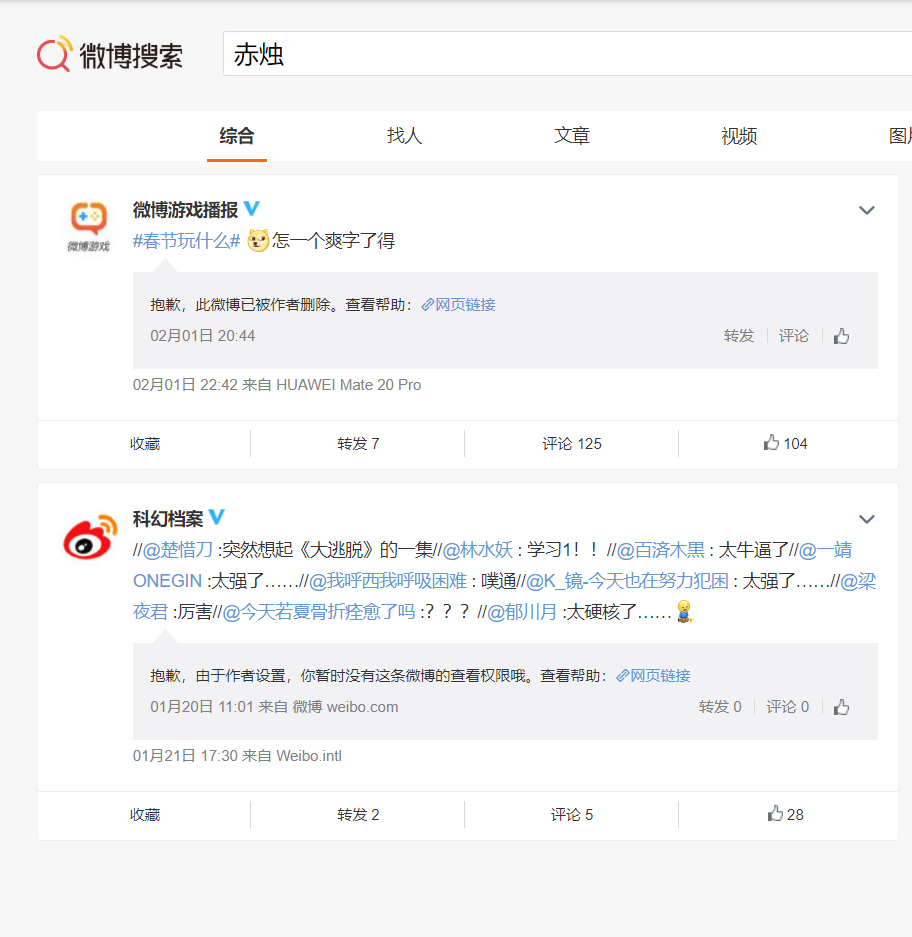 微博搜索
赤烛
综合 找人 文章 视频 图片
微博游戏播报
微博游戏
#春节玩什么# 怎一个爽字了得
抱歉，此微博已被作者删除。查看帮助： 网页链接
02月01日 20:44 转发 评论
02月01日 22:42 来自 HUAWEI Mate 20 Pro
收藏 转发 7 评论 125 104
科幻档案
//@楚惜刀 :突然想起《大逃脱》的一集//@林水妖 : 学习1！！//@百済木黒 : 太牛逼了//@一靖
ONEGIN :太强了……//@我呼西我呼吸困难 : 噗通//@K_镜-今天也在努力犯困 : 太强了……//@梁
夜君 :厉害//@今天若夏骨折痊愈了吗 :？？？//@郁川月 :太硬核了……
抱歉，由于作者设置，你暂时没有这条微博的查看权限哦。查看帮助： 网页链接
01月20日 11:01 来自 微博 weibo.com 转发 0 评论 0
01月21日 17:30 来自 Weibo.intl
收藏 转发 2 评论 5 28